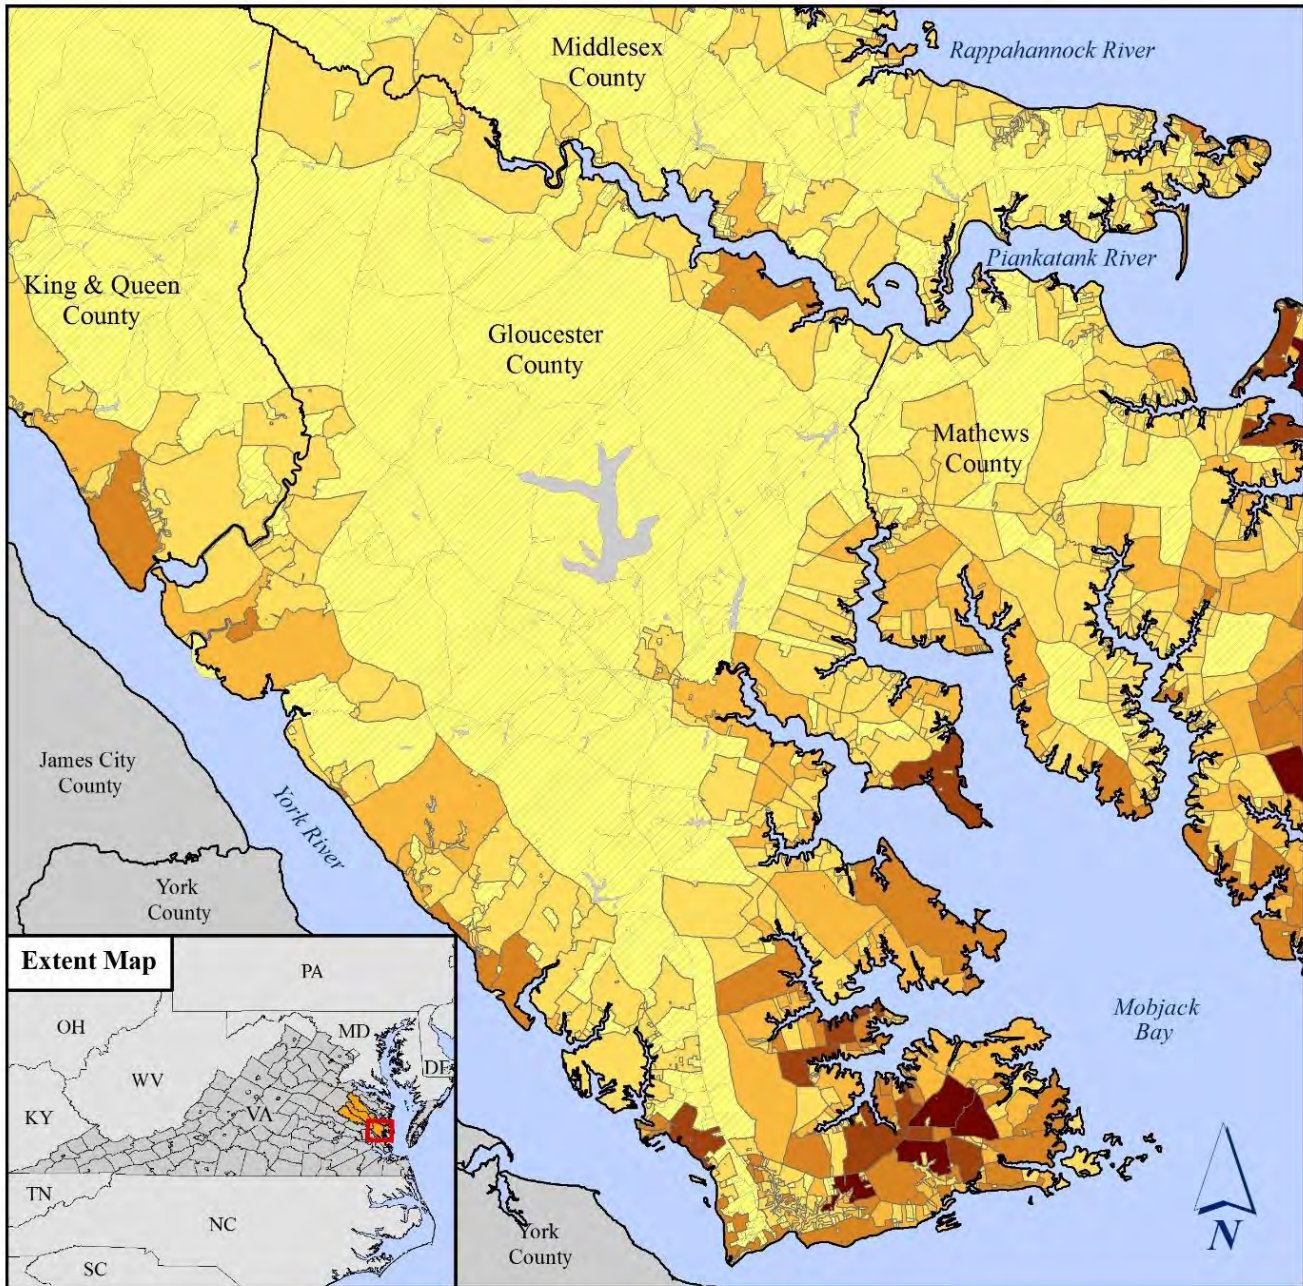 Middlesex
County
Rappahannock River
King & Queen
County
Piankatank River
Gloucester
County
Mathews
County
James City
County
York River
York
County
Extent Map
PA
OH
MD
DE
WV
KY
VA
TN
NC
SC
Mobjack
Bay
York
County
N